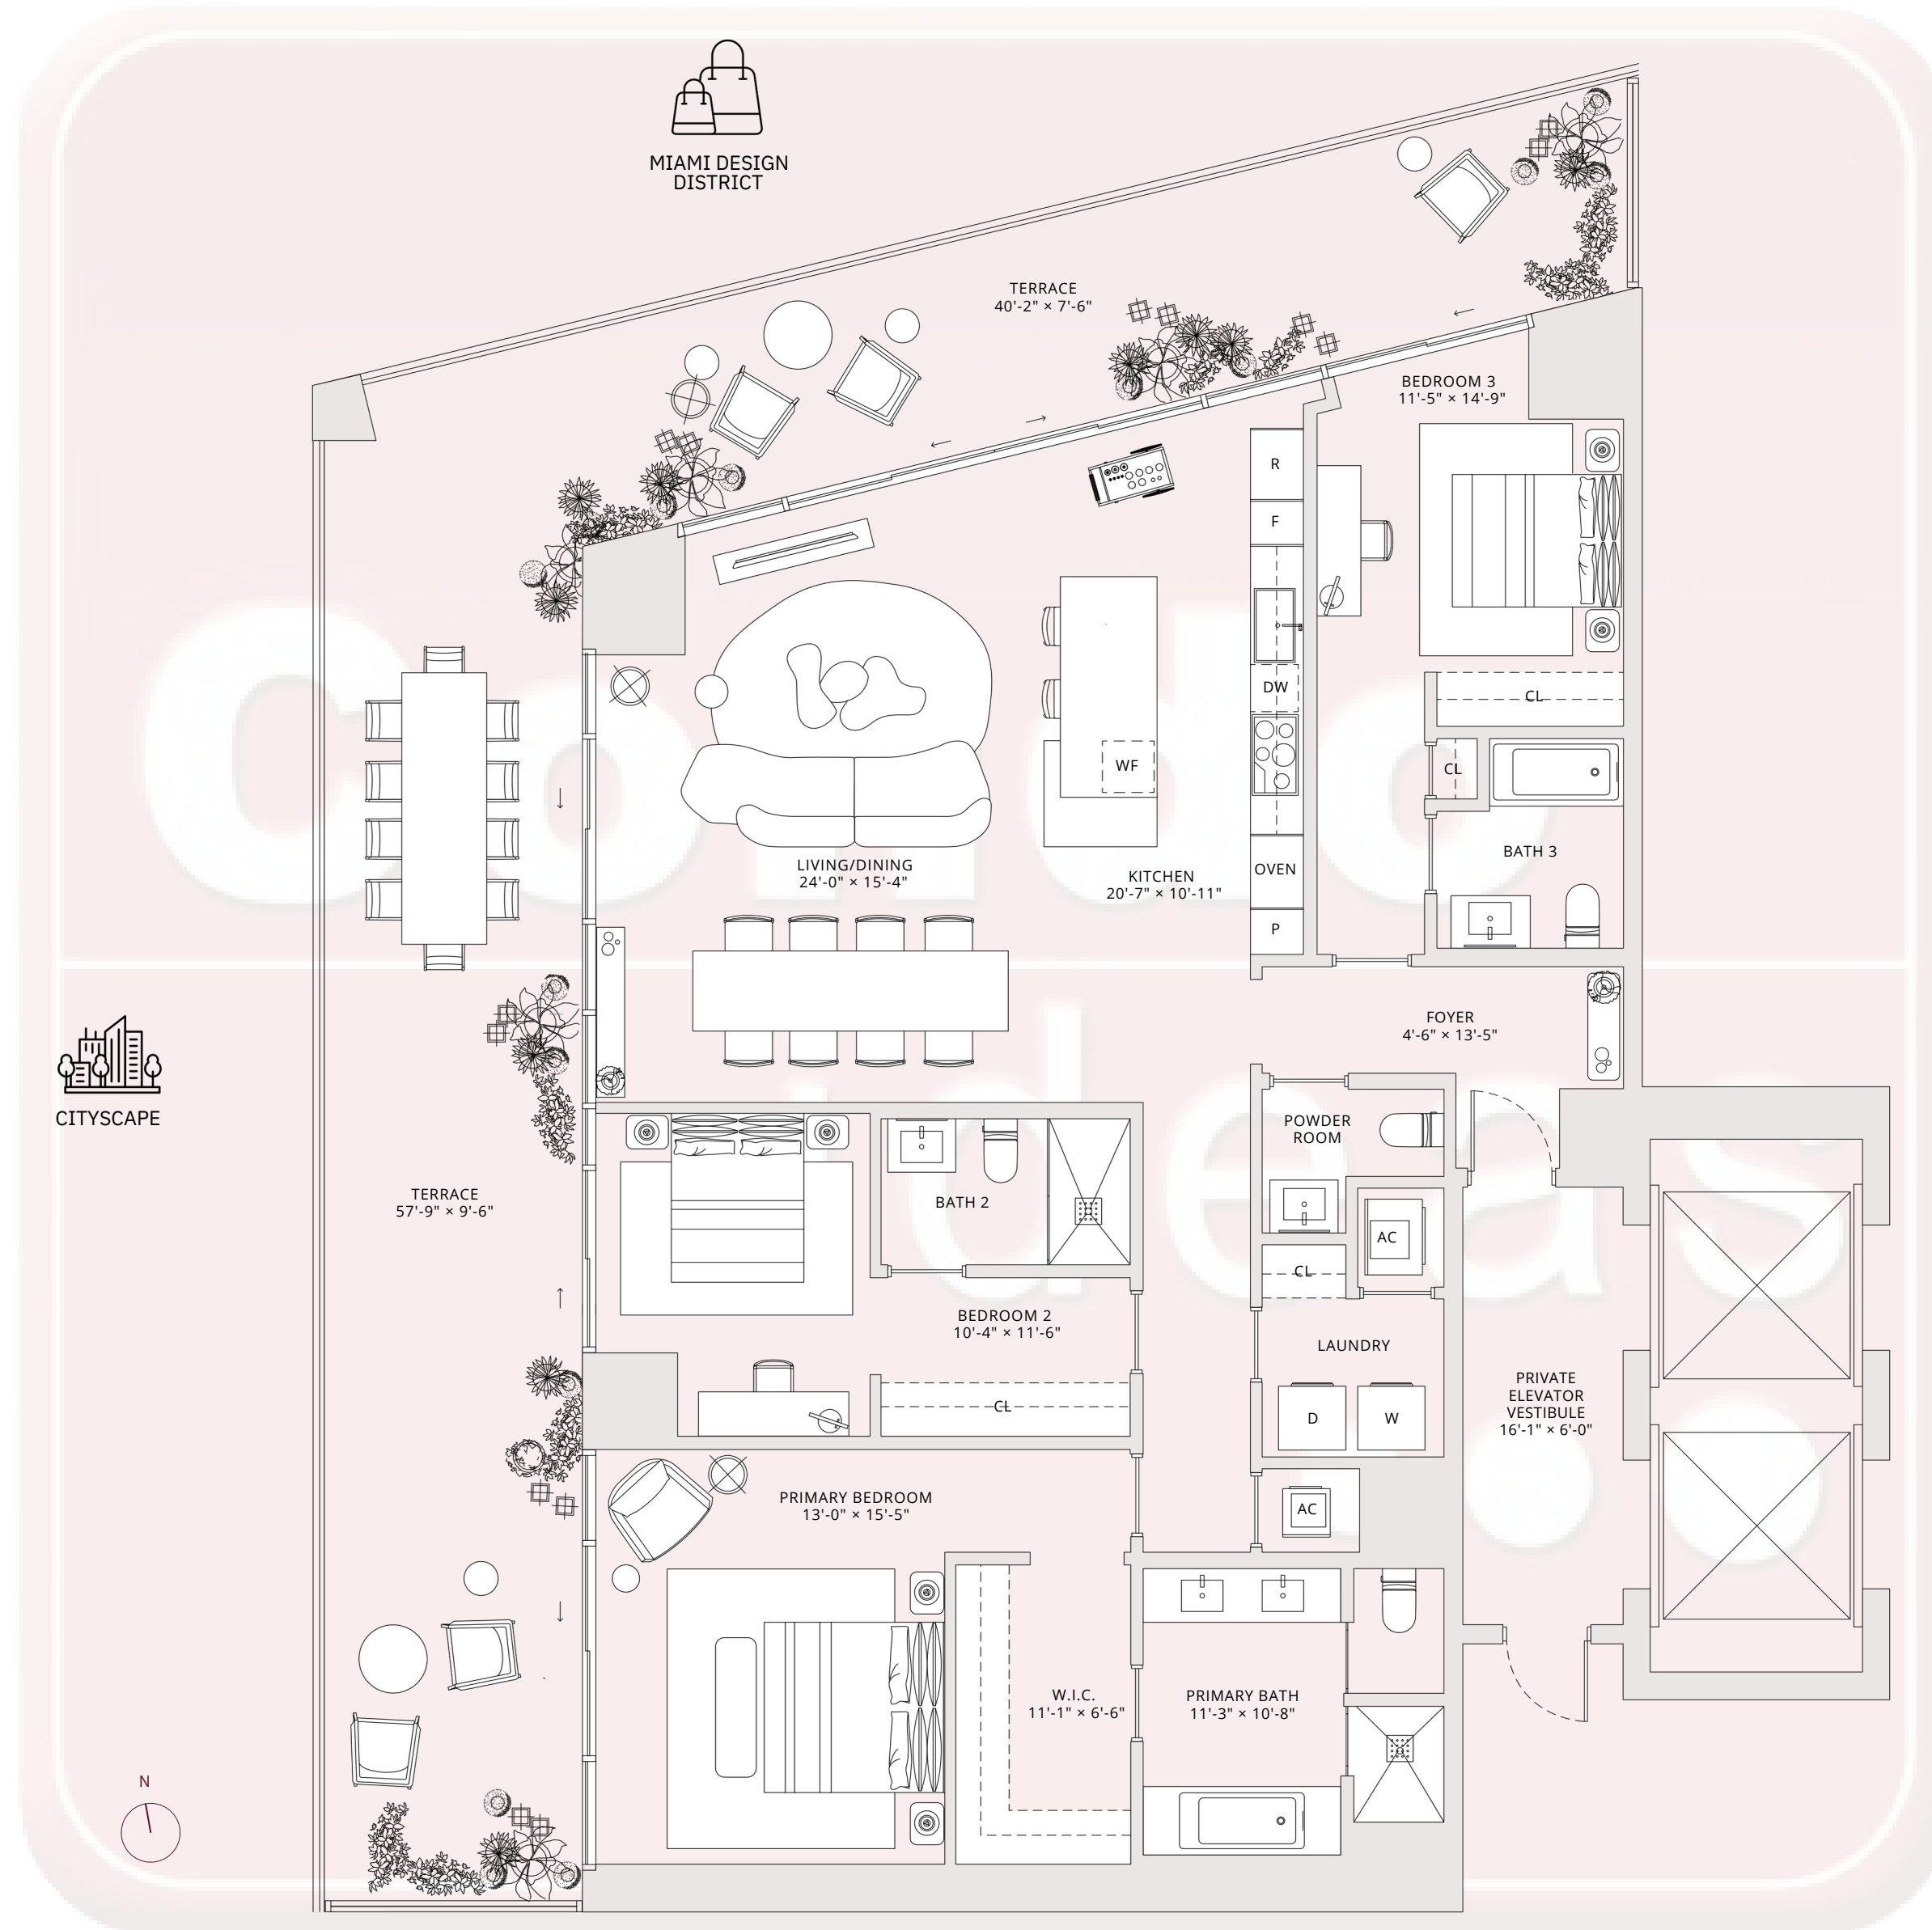 MIAMI DESIGN
DISTRICT
TERRACE
40'-2" × 7'-6"
BEDROOM 3
11'-5" × 14'-9"
R
F
DW
CL
WF
CL
BATH 3
LIVING/DINING
24'-0" × 15'-4"
KITCHEN
20'-7" × 10'-11"
OVEN
P
FOYER
4'-6" × 13'-5"
CITYSCAPE
POWDER
ROOM
TERRACE
57'-9" × 9'-6"
BATH 2
AC
CL
BEDROOM 2
10'-4" × 11'-6"
LAUNDRY
CL
D
W
PRIVATE
ELEVATOR
VESTIBULE
16'-1" × 6'-0"
PRIMARY BEDROOM
13'-0" × 15'-5"
AC
W.I.C.
11'-1" × 6'-6"
PRIMARY BATH
11'-3" × 10'-8"
N
condo
ideas